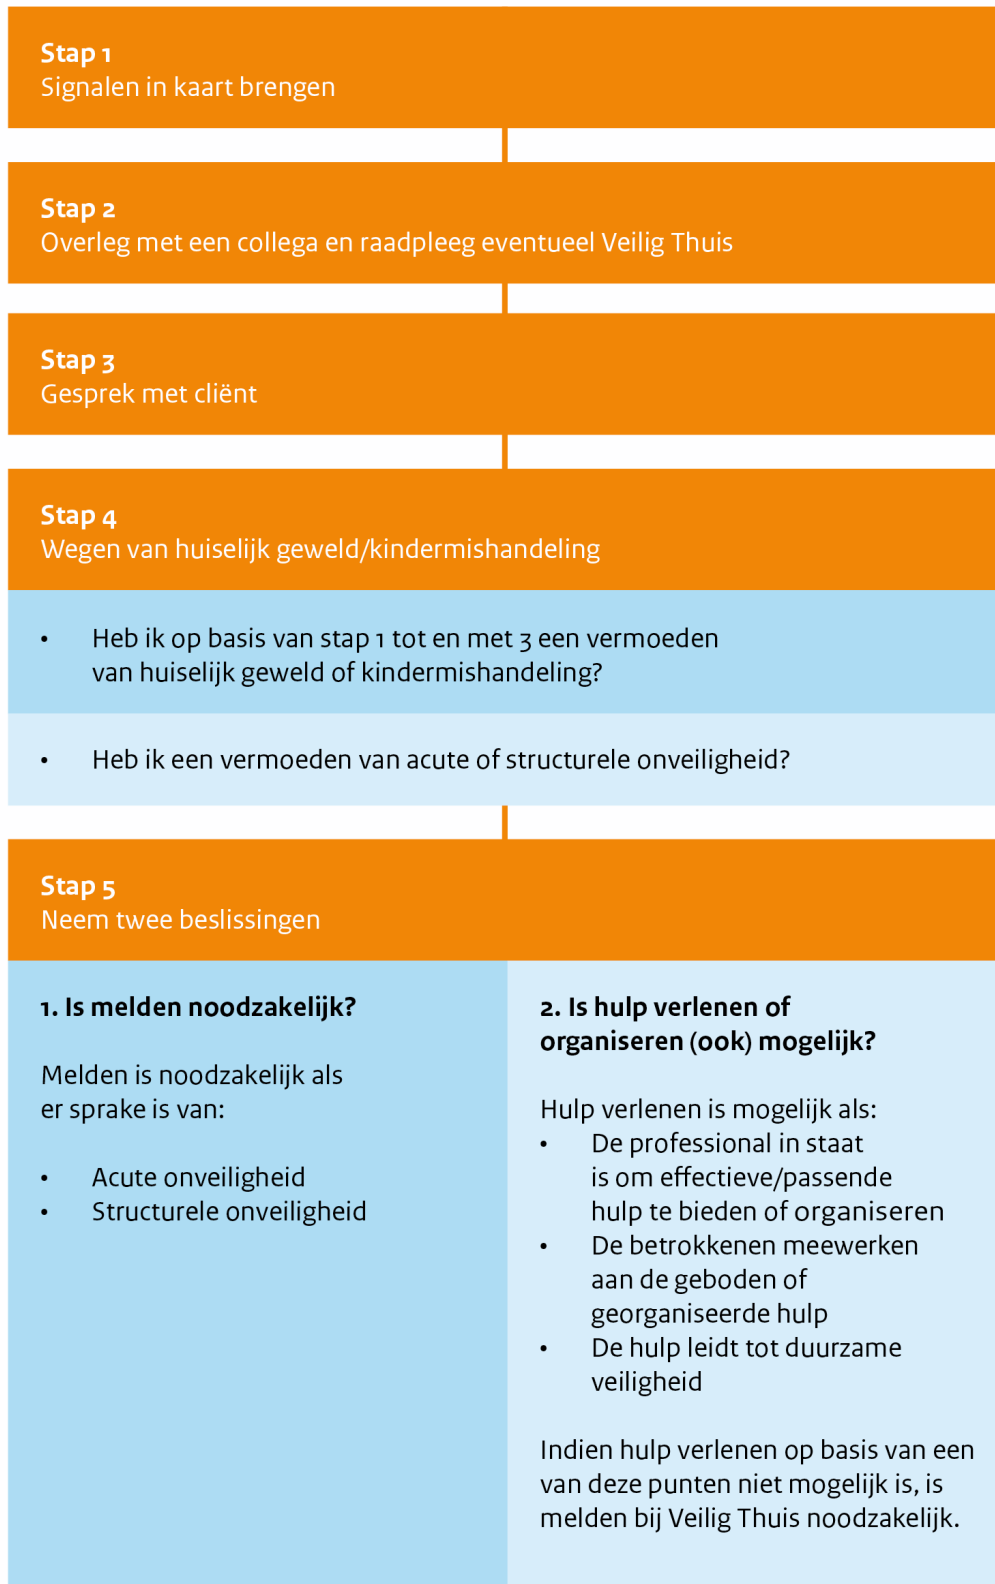 Stap 1
Signalen in kaart brengen
Stap 2
Overleg met een collega en raadpleeg eventueel Veilig Thuis
Stap 3
Gesprek met cliënt
Stap 4
Wegen van huiselijk geweld/kindermishandeling
• Heb ik op basis van stap 1 tot en met 3 een vermoeden
van huiselijk geweld of kindermishandeling?
• Heb ik een vermoeden van acute of structurele onveiligheid?
Stap 5
Neem twee beslissingen
1. Is melden noodzakelijk?
Melden is noodzakelijk als
er sprake is van:
• Acute onveiligheid
• Structurele onveiligheid
2. Is hulp verlenen of
organiseren (ook) mogelijk?
Hulp verlenen is mogelijk als:
• De professional in staat
is om effectieve/passende
hulp te bieden of organiseren
• De betrokkenen meewerken
aan de geboden of
georganiseerde hulp
• De hulp leidt tot duurzame
veiligheid
Indien hulp verlenen op basis van een
van deze punten niet mogelijk is, is
melden bij Veilig Thuis noodzakelijk.